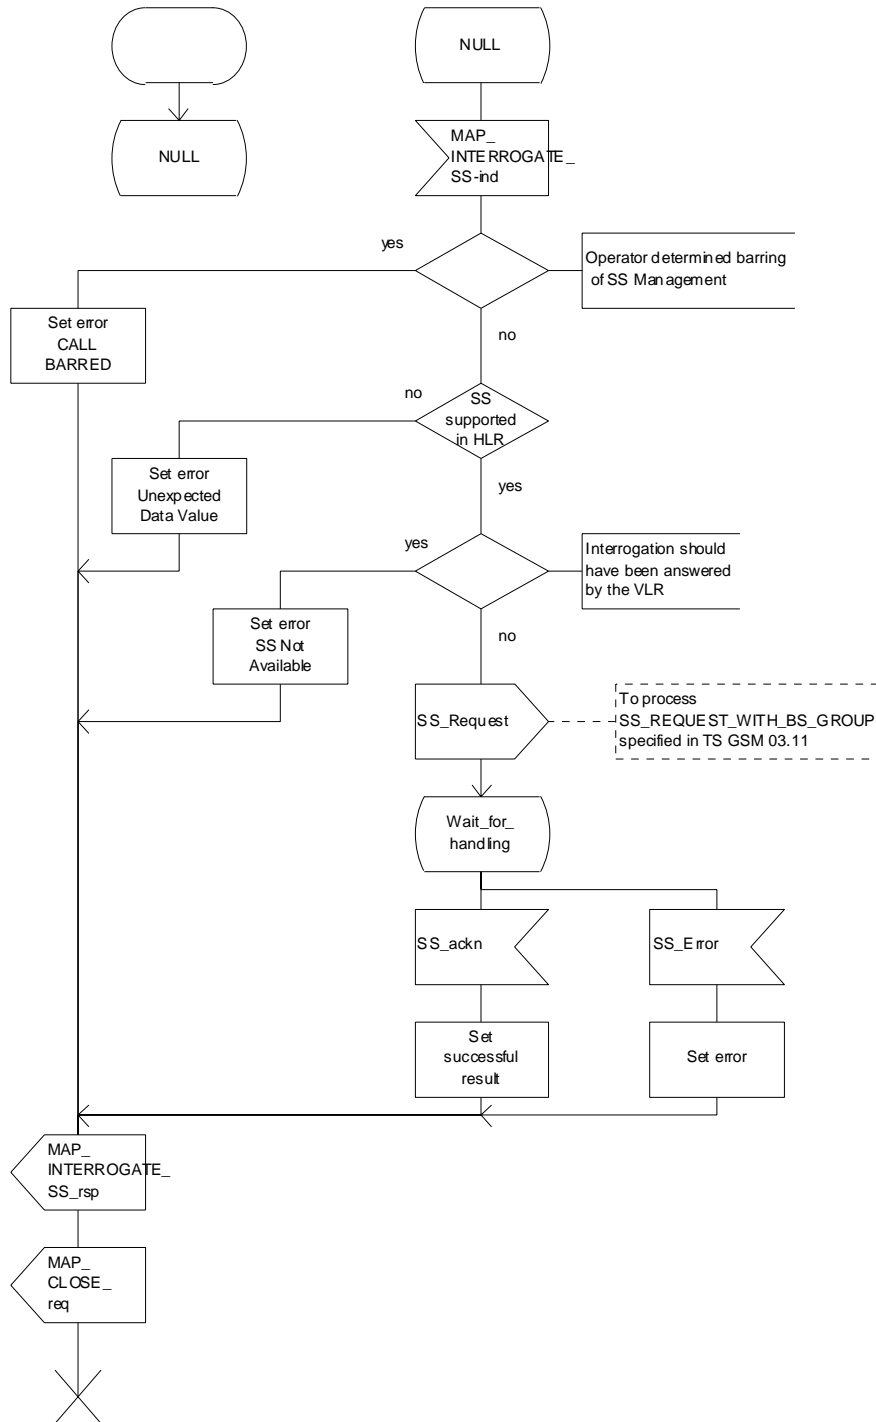 NULL
NULL
MAP_
INTERROGATE_
SS-ind
yes
Operator determined barring
of SS Management
Set error
CALL
BARRED
no
no
SS
supported
in HLR
Set error
Unexpected
Data Value
yes
yes
Interrogation should
have been answered
by the VLR
Set error
SS Not
Available
no
SS_Request
To process
SS_REQUEST_WITH_BS_GROUP
specified in TS GSM 03.11
Wait_for_
handling
SS_ackn
SS_Error
Set
successful
result
Set error
MAP_
INTERROGATE_
SS_rsp
MAP_
CLOSE_
req